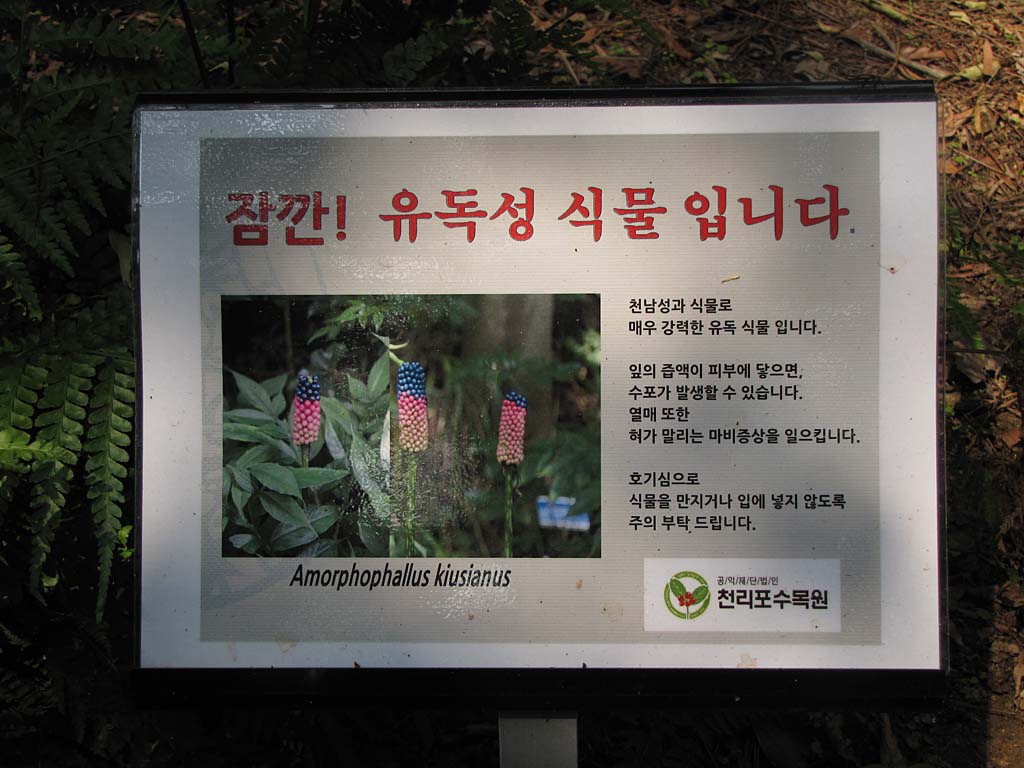 잠깐! 유독성 식물 입니다.
천남성과 식물로
매우 강력한 유독 식물 입니다.
잎의 즙액이 피부에 닿으면,
수포가 발생할 수 있습니다.
열매 또한
혀가 말리는 마비증상을 일으킵니다.
호기심으로
식물을 만지거나 입에 넣지 않도록
주의 부탁 드립니다.
Amorphophallus kiusianus
공/익/재/단/법/인
천리포수목원